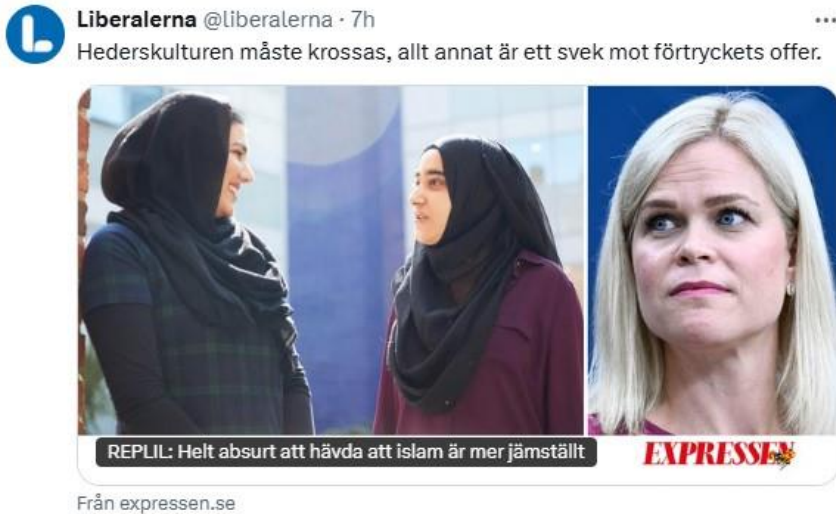 Liberalerna @liberalerna · 7h
Hederskulturen måste krossas, allt annat är ett svek mot förtryckets offer.
REPLIL: Helt absurt att hävda att islam är mer jämställt
EXPRESSEN
Från expressen.se